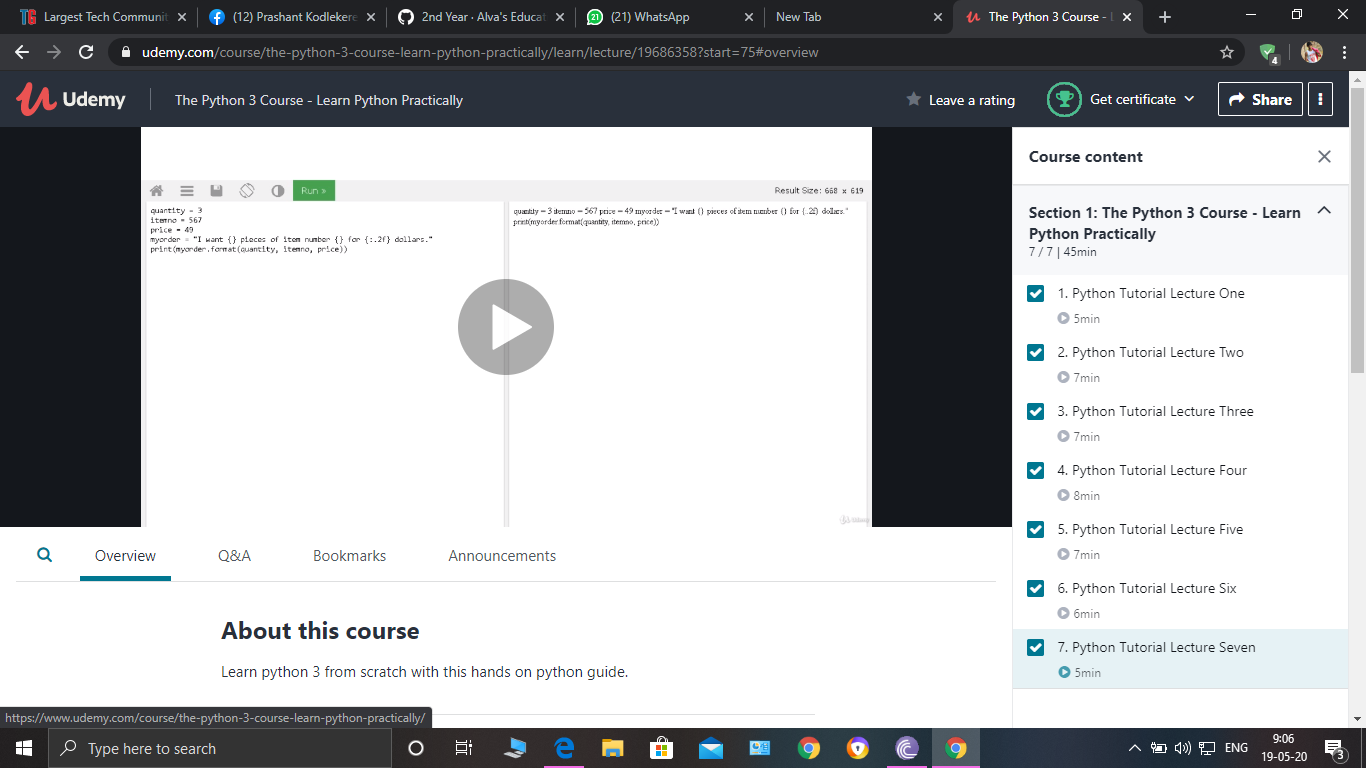 Largest Tech Communit
(12) Prashant Kodlekere
2nd Year · Alva's Educat
(21) WhatsApp
New Tab
The Python 3 Course - L
udemy.com/course/the-python-3-course-learn-python-practically/learn/lecture/19686358?start=75#overview
4
Udemy
The Python 3 Course - Learn Python Practically
Leave a rating
Get certificate
Share
Run »
Result Size: 668 x 619
quantity = 3
itemno = 567
price = 49
myorder = "I want {} pieces of item number {} for {:.2f} dollars."
print(myorder.format(quantity, itemno, price))
quantity = 3 itemno = 567 price = 49 myorder = "I want {} pieces of item number {} for {:.2f} dollars."
print(myorder.format(quantity, itemno, price))
Udemy
Course content
Section 1: The Python 3 Course - Learn
Python Practically
7 / 7 | 45min
1. Python Tutorial Lecture One
5min
2. Python Tutorial Lecture Two
7min
3. Python Tutorial Lecture Three
7min
4. Python Tutorial Lecture Four
8min
5. Python Tutorial Lecture Five
7min
6. Python Tutorial Lecture Six
6min
7. Python Tutorial Lecture Seven
5min
Overview
Q&A
Bookmarks
Announcements
About this course
Learn python 3 from scratch with this hands on python guide.
https://www.udemy.com/course/the-python-3-course-learn-python-practically/
Type here to search
ENG
9:06
19-05-20
3